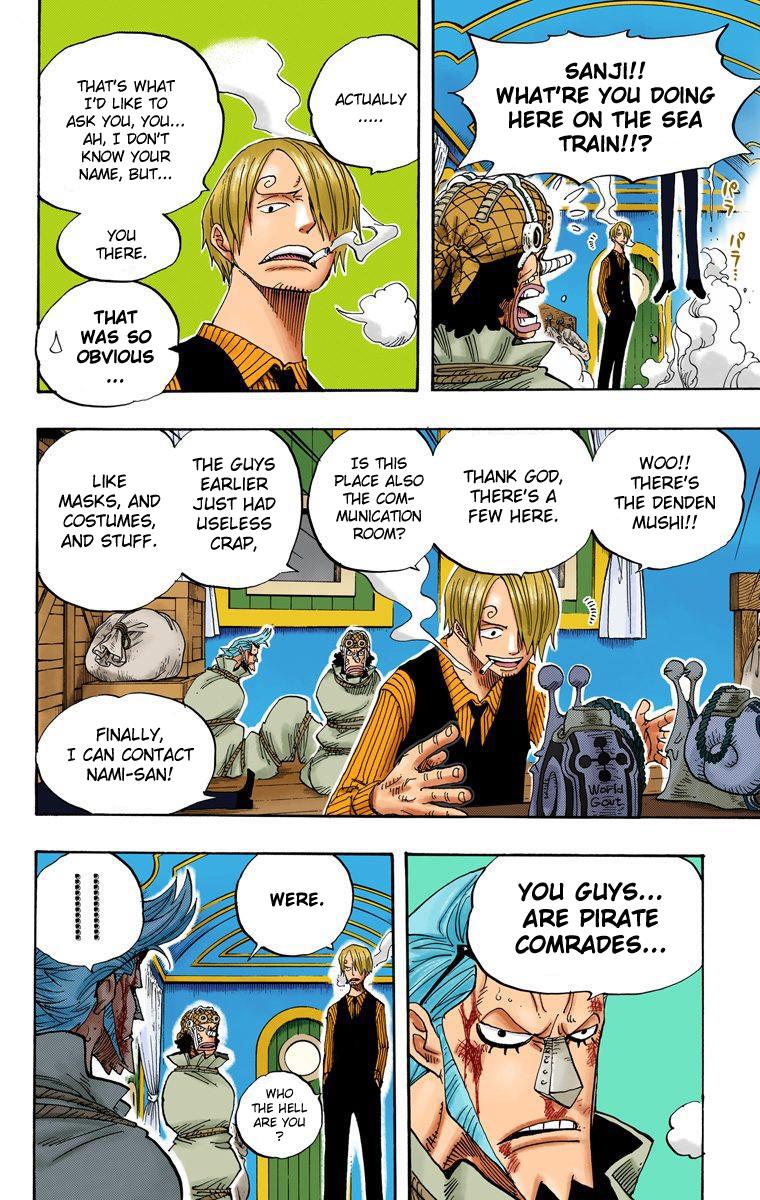 SANJI!!
WHAT'RE YOU DOING
HERE ON THE SEA
TRAIN!!?
パラ
パラ…
ACTUALLY
.....
THAT'S WHAT
I'D LIKE TO
ASK YOU, YOU...
AH, I DON'T
KNOW YOUR
NAME, BUT...
YOU
THERE.
THAT
WAS SO
OBVIOUS
...
WOO!!
THERE'S
THE DENDEN
MUSHI!!
THANK GOD,
THERE'S A
FEW HERE.
IS THIS
PLACE ALSO
THE COM-
MUNICATION
ROOM?
THE GUYS
EARLIER
JUST HAD
USELESS
CRAP,
LIKE
MASKS, AND
COSTUMES,
AND STUFF.
FINALLY,
I CAN CONTACT
NAMI-SAN!
World
Govt
YOU GUYS...
ARE PIRATE
COMRADES...
WERE.
WHO
THE HELL
ARE YOU
?